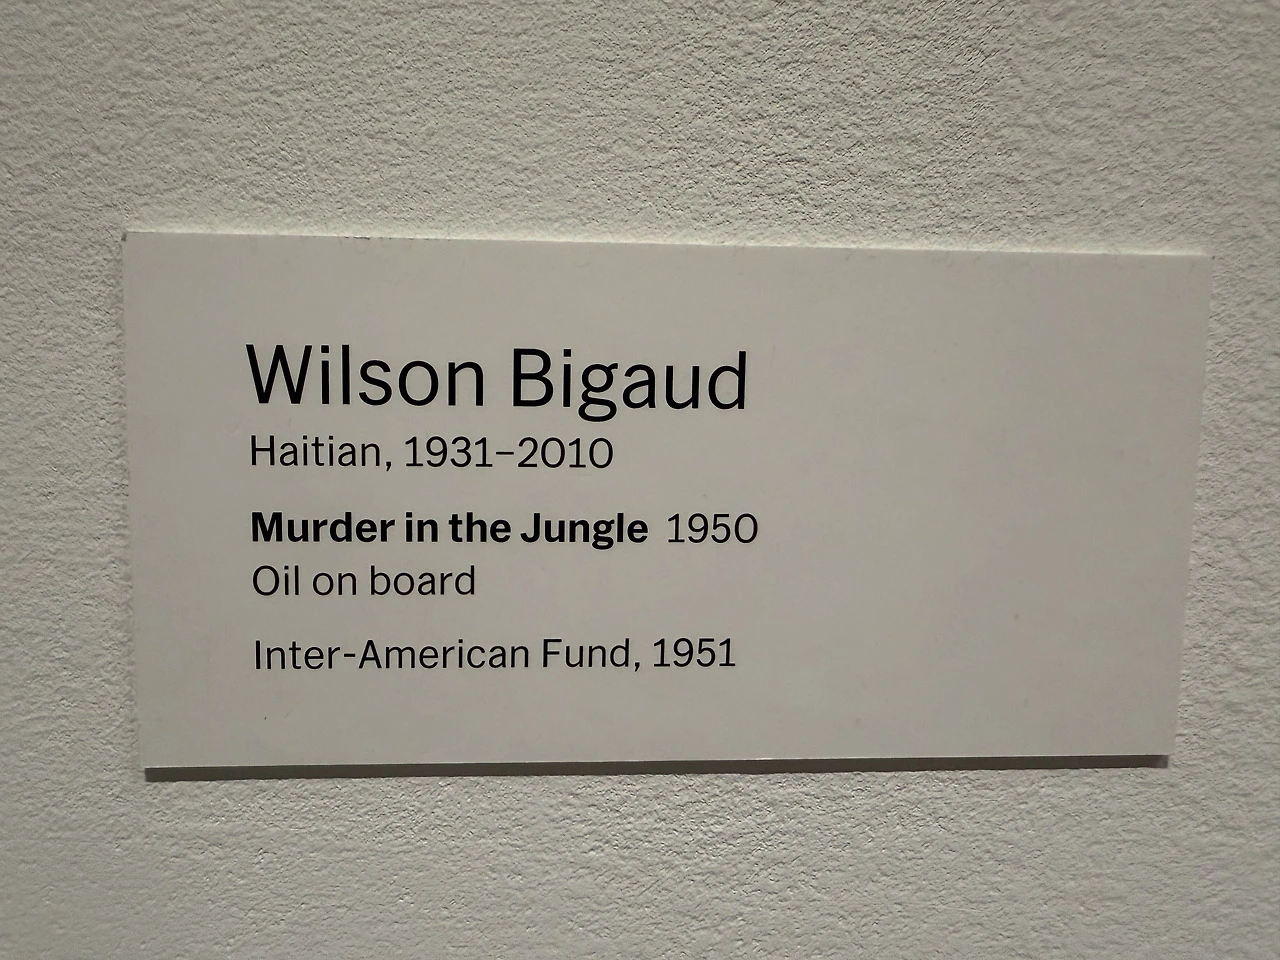 Wilson Bigaud
Haitian, 1931–2010
Murder in the Jungle 1950
Oil on board
Inter-American Fund, 1951